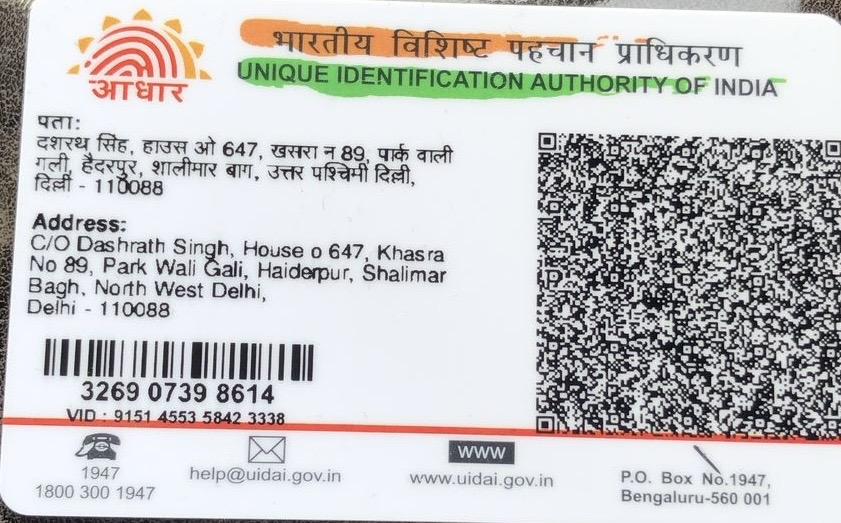 आधार
भारतीय विशिष्ट पहचान प्राधिकरण
UNIQUE IDENTIFICATION AUTHORITY OF INDIA
पता:
दशरथ सिंह, हाउस ओ 647, खसरा न 89, पार्क वाली
गली, हैदरपुर, शालीमार बाग, उत्तर पश्चिमी दिल्ली,
दिल्ली - 110088
Address:
C/O Dashrath Singh, House o 647, Khasra
No 89, Park Wali Gali, Haiderpur, Shalimar
Bagh, North West Delhi,
Delhi - 110088
3269 0739 8614
VID : 9151 4553 5842 3338
1947
1800 300 1947
help@uidai.gov.in
www
www.uidai.gov.in
P.O. Box No.1947,
Bengaluru-560 001